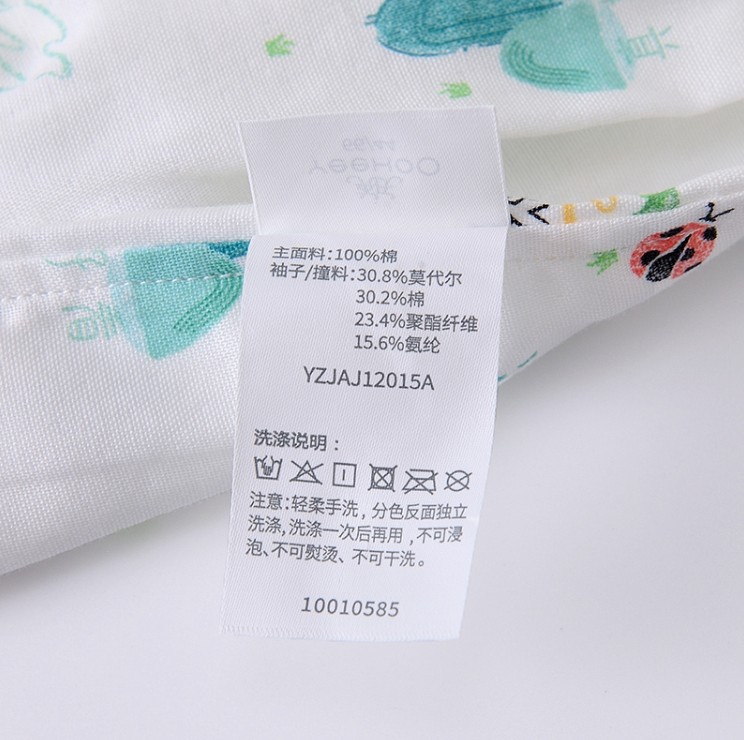 66/44
YeeHoO
主面料:100%棉
袖子/撞料:30.8%莫代尔
30.2%棉
23.4%聚酯纤维
15.6%氨纶
YZJAJ12015A
洗涤说明:
注意:轻柔手洗,分色反面独立
洗涤,洗涤一次后再用,不可浸
泡、不可熨烫、不可干洗。
10010585